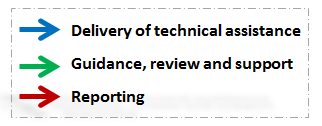 Delivery of technical assistance
Guidance, review and support
Reporting